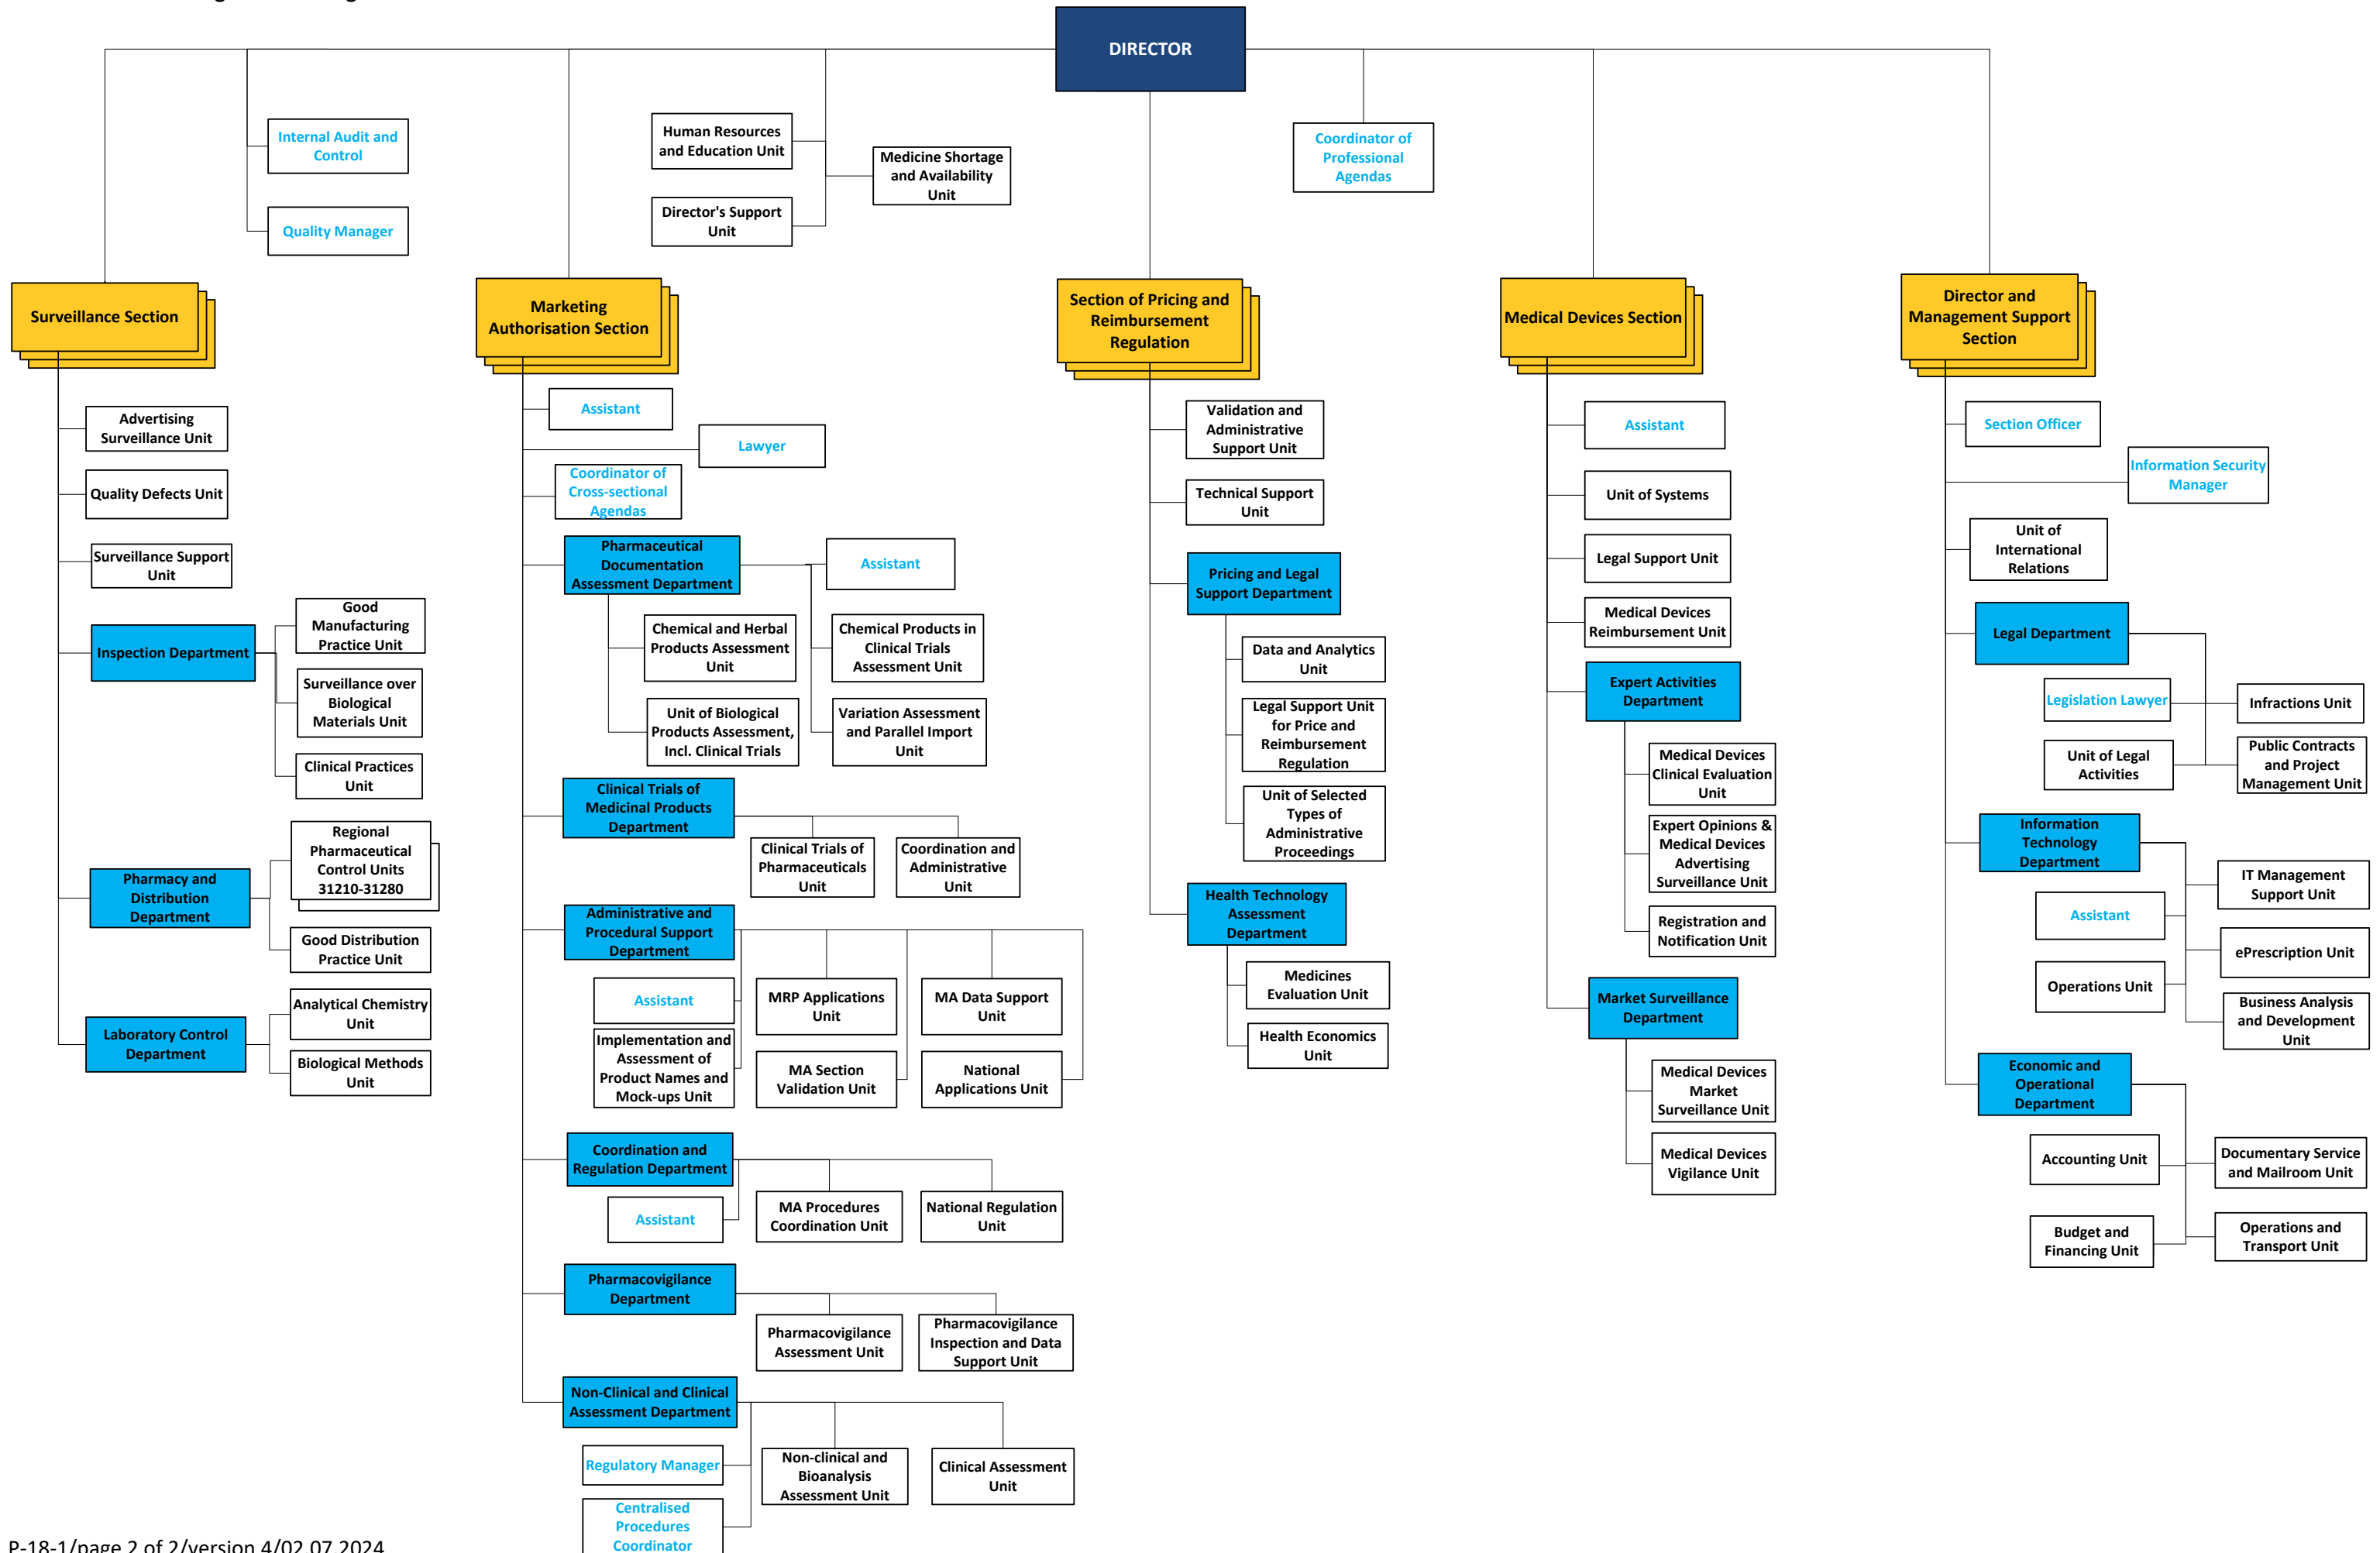 DIRECTOR
Internal Audit and
Control
Quality Manager
Human Resources
and Education Unit
Director's Support
Unit
Medicine Shortage
and Availability
Unit
Coordinator of
Professional
Agendas
Surveillance Section
Advertising
Surveillance Unit
Quality Defects Unit
Surveillance Support
Unit
Inspection Department
Good
Manufacturing
Practice Unit
Surveillance over
Biological
Materials Unit
Clinical Practices
Unit
Pharmacy and
Distribution
Department
Regional
Pharmaceutical
Control Units
31210-31280
Good Distribution
Practice Unit
Laboratory Control
Department
Analytical Chemistry
Unit
Biological Methods
Unit
Marketing
Authorisation Section
Assistant
Lawyer
Coordinator of
Cross-sectional
Agendas
Pharmaceutical
Documentation
Assessment Department
Assistant
Chemical and Herbal
Products Assessment
Unit
Chemical Products in
Clinical Trials
Assessment Unit
Unit of Biological
Products Assessment,
Incl. Clinical Trials
Variation Assessment
and Parallel Import
Unit
Clinical Trials of
Medicinal Products
Department
Clinical Trials of
Pharmaceuticals
Unit
Coordination and
Administrative
Unit
Administrative and
Procedural Support
Department
Assistant
MRP Applications
Unit
MA Data Support
Unit
Implementation and
Assessment of
Product Names and
Mock-ups Unit
MA Section
Validation Unit
National
Applications Unit
Coordination and
Regulation Department
Assistant
MA Procedures
Coordination Unit
National Regulation
Unit
Pharmacovigilance
Department
Pharmacovigilance
Assessment Unit
Pharmacovigilance
Inspection and Data
Support Unit
Non-Clinical and Clinical
Assessment Department
Regulatory Manager
Non-clinical and
Bioanalysis
Assessment Unit
Clinical Assessment
Unit
Centralised
Procedures
Coordinator
Section of Pricing and
Reimbursement
Regulation
Validation and
Administrative
Support Unit
Technical Support
Unit
Pricing and Legal
Support Department
Data and Analytics
Unit
Legal Support Unit
for Price and
Reimbursement
Regulation
Unit of Selected
Types of
Administrative
Proceedings
Health Technology
Assessment
Department
Medicines
Evaluation Unit
Health Economics
Unit
Medical Devices Section
Assistant
Unit of Systems
Legal Support Unit
Medical Devices
Reimbursement Unit
Expert Activities
Department
Medical Devices
Clinical Evaluation
Unit
Expert Opinions &
Medical Devices
Advertising
Surveillance Unit
Registration and
Notification Unit
Market Surveillance
Department
Medical Devices
Market
Surveillance Unit
Medical Devices
Vigilance Unit
Director and
Management Support
Section
Section Officer
Information Security
Manager
Unit of
International
Relations
Legal Department
Legislation Lawyer
Infractions Unit
Unit of Legal
Activities
Public Contracts
and Project
Management Unit
Information
Technology
Department
IT Management
Support Unit
Assistant
ePrescription Unit
Operations Unit
Business Analysis
and Development
Unit
Economic and
Operational
Department
Accounting Unit
Documentary Service
and Mailroom Unit
Budget and
Financing Unit
Operations and
Transport Unit
P-18-1/page 2 of 2/version 4/02.07.2024